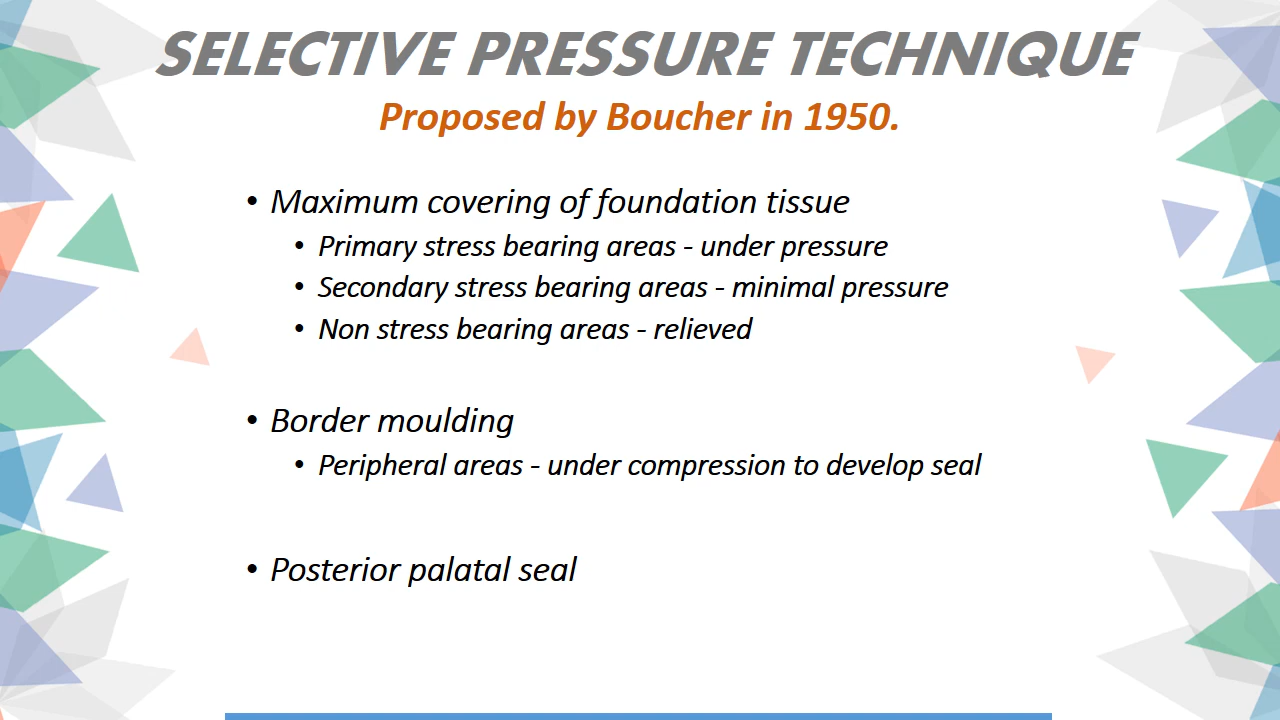 SELECTIVE PRESSURE TECHNIQUE
Proposed by Boucher in 1950.
• Maximum covering of foundation tissue
• Primary stress bearing areas - under pressure
• Secondary stress bearing areas - minimal pressure
• Non stress bearing areas - relieved
• Border moulding
• Peripheral areas - under compression to develop seal
• Posterior palatal seal